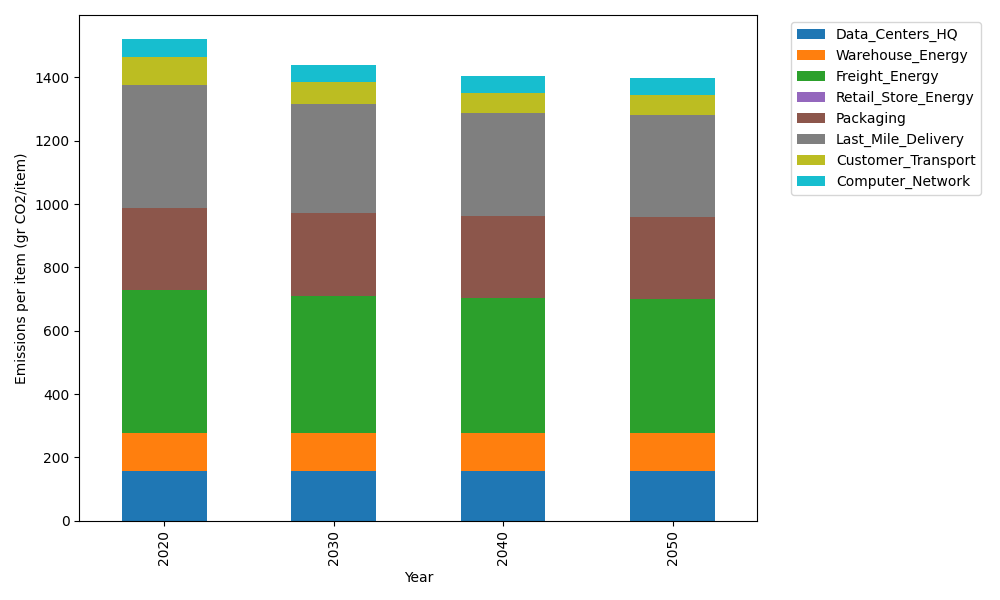 Emissions per item (gr CO2/item)
1400
1200
1000
800
600
400
200
0
2020
2030
2040
2050
Year
Data_Centers_HQ
Warehouse_Energy
Freight_Energy
Retail_Store_Energy
Packaging
Last_Mile_Delivery
Customer_Transport
Computer_Network